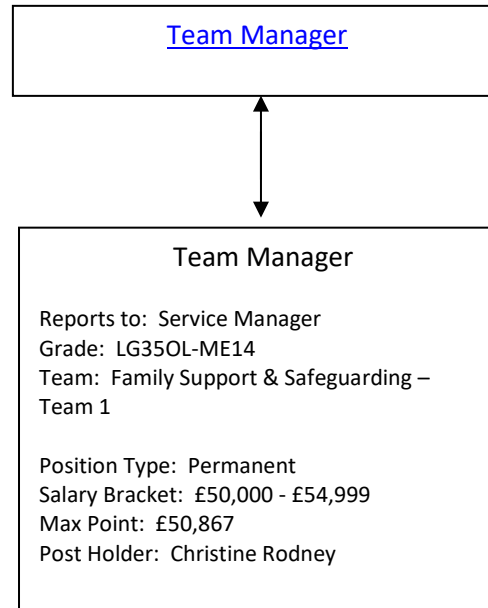 Team Manager
Team Manager
Reports to: Service Manager
Grade: LG35OL-ME14
Team: Family Support & Safeguarding –
Team 1
Position Type: Permanent
Salary Bracket: £50,000 - £54,999
Max Point: £50,867
Post Holder: Christine Rodney